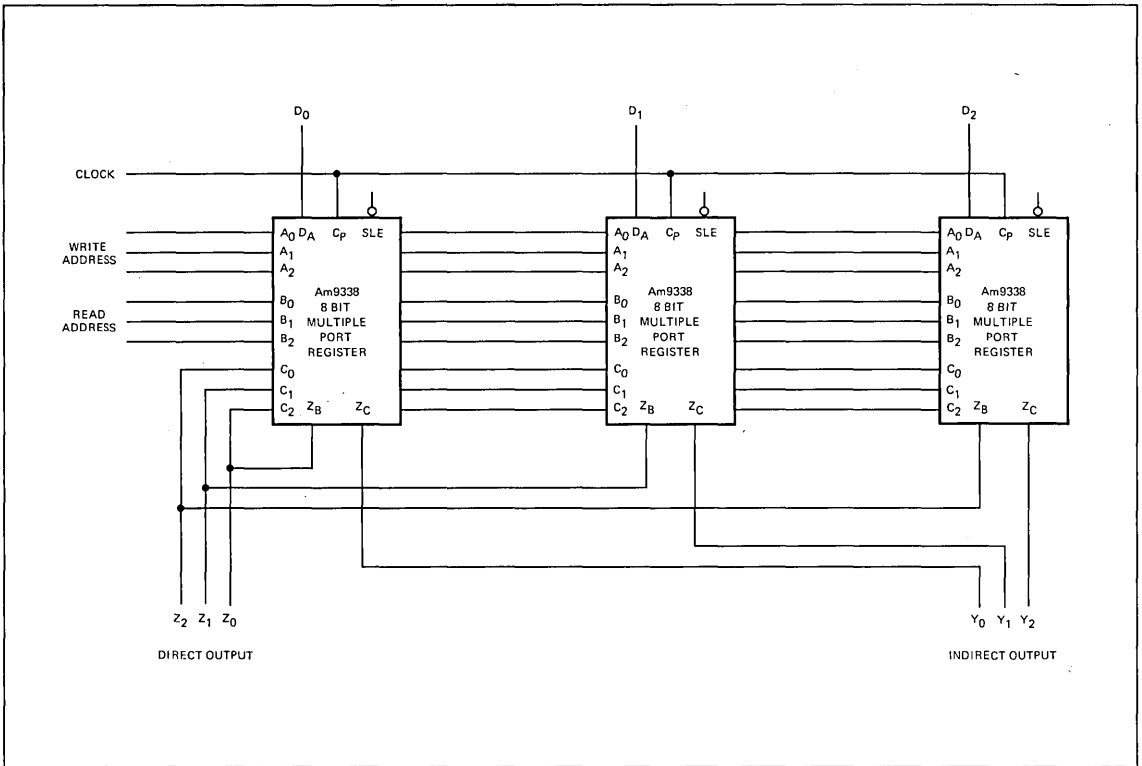 D0 D1 D2
CLOCK
WRITE ADDRESS
READ ADDRESS
A0 DA CP SLE
A1
A2
B0
B1
B2
C0
C1
C2 ZB ZC
Am9338
8 BIT
MULTIPLE
PORT
REGISTER
A0 DA CP SLE
A1
A2
B0
B1
B2
C0
C1
C2 ZB ZC
Am9338
8 BIT
MULTIPLE
PORT
REGISTER
A0 DA CP SLE
A1
A2
B0
B1
B2
C0
C1
C2 ZB ZC
Am9338
8 BIT
MULTIPLE
PORT
REGISTER
Z2 Z1 Z0
DIRECT OUTPUT
Y0 Y1 Y2
INDIRECT OUTPUT